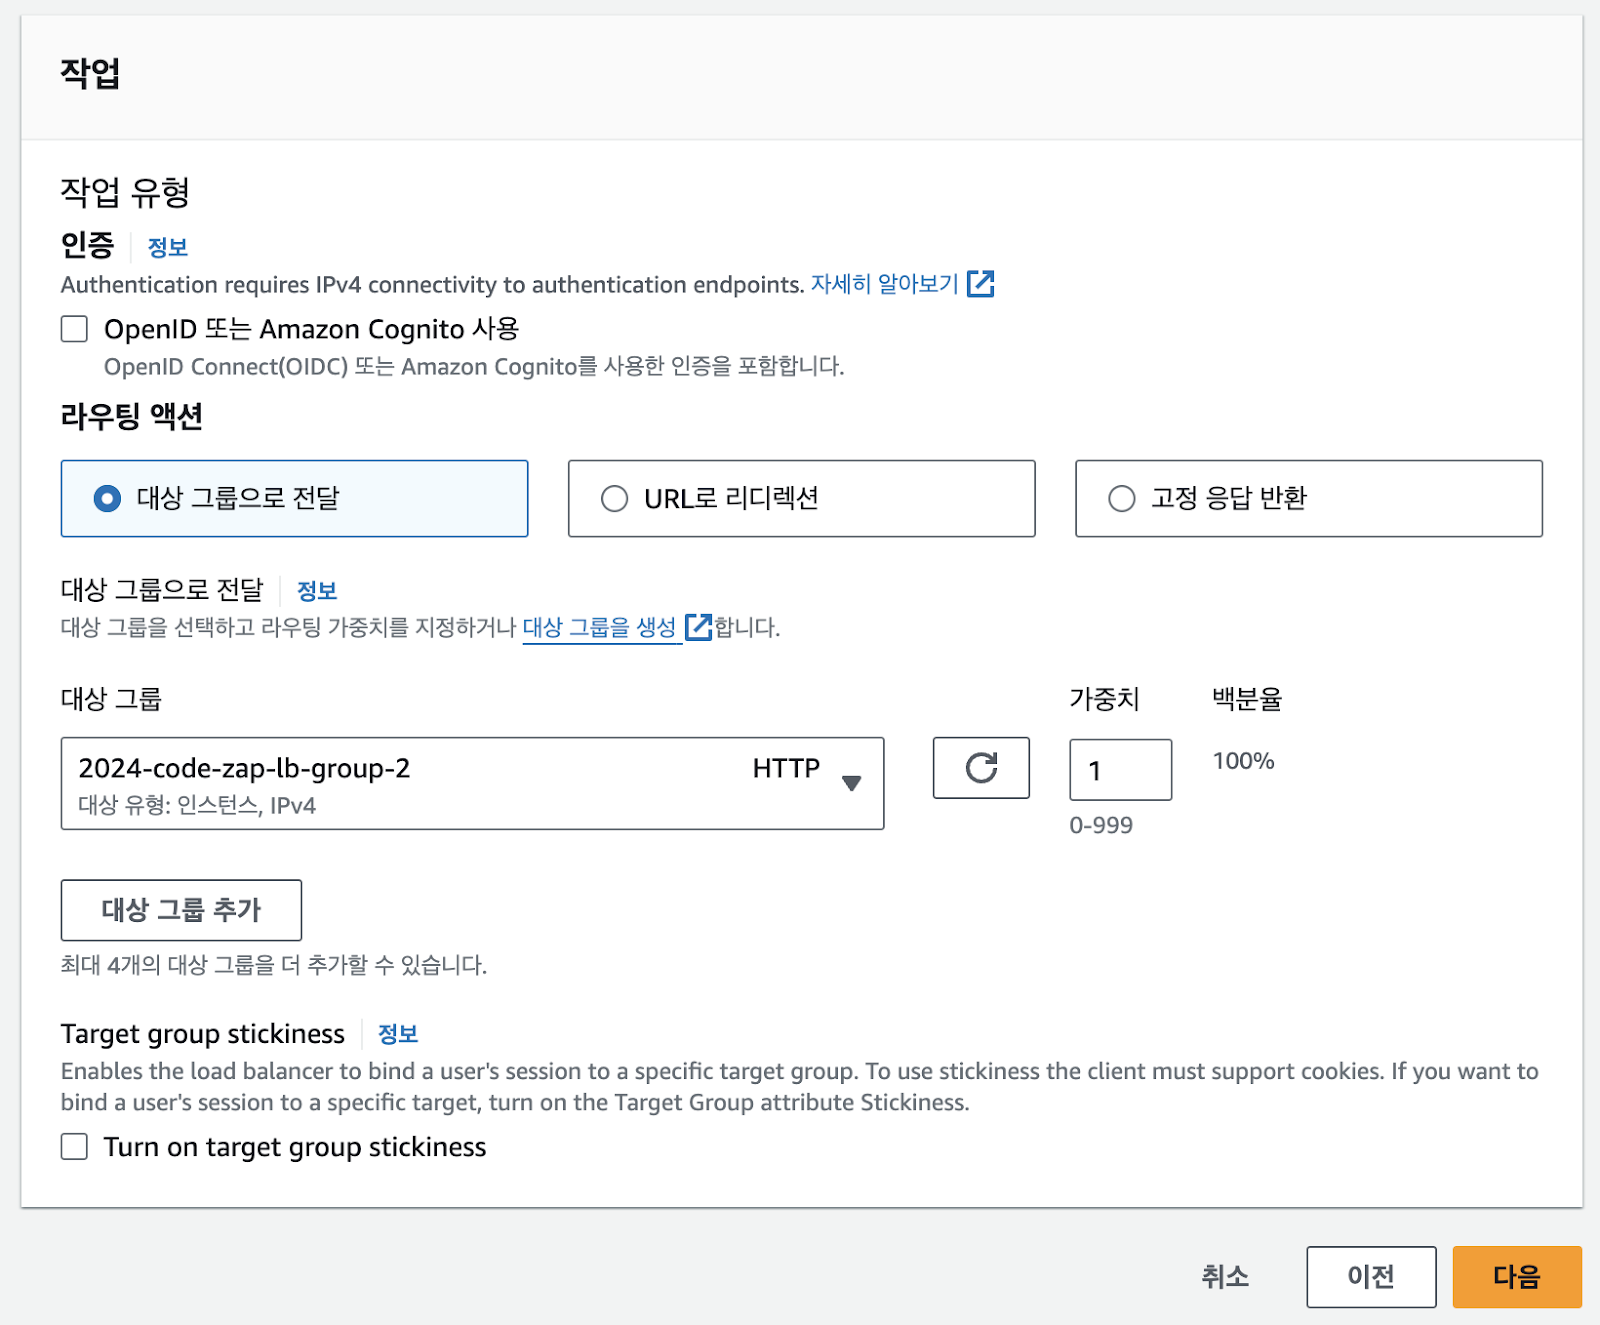 작업
작업 유형
인증 정보
Authentication requires IPv4 connectivity to authentication endpoints. 자세히 알아보기
OpenID 또는 Amazon Cognito 사용
OpenID Connect(OIDC) 또는 Amazon Cognito를 사용한 인증을 포함합니다.
라우팅 액션
대상 그룹으로 전달 URL로 리디렉션 고정 응답 반환
대상 그룹으로 전달 정보
대상 그룹을 선택하고 라우팅 가중치를 지정하거나 대상 그룹을 생성 합니다.
대상 그룹 가중치 백분율
2024-code-zap-lb-group-2 HTTP 1 100%
대상 유형: 인스턴스, IPv4
0-999
대상 그룹 추가
최대 4개의 대상 그룹을 더 추가할 수 있습니다.
Target group stickiness 정보
Enables the load balancer to bind a user's session to a specific target group. To use stickiness the client must support cookies. If you want to
bind a user's session to a specific target, turn on the Target Group attribute Stickiness.
Turn on target group stickiness
취소 이전 다음